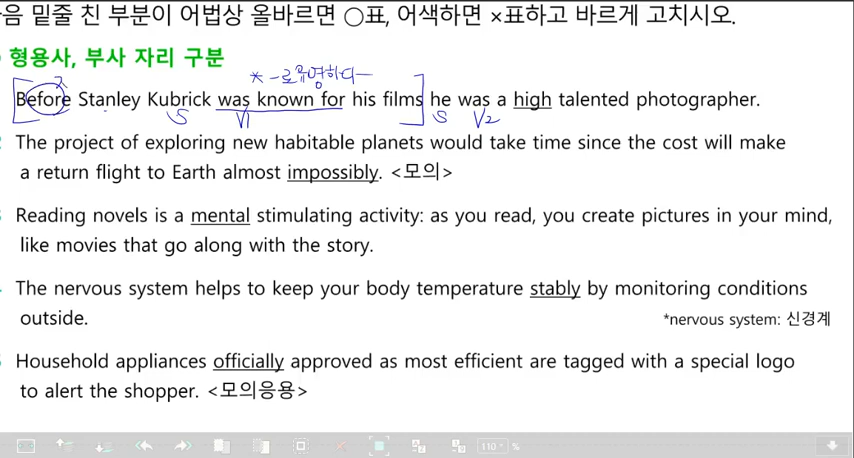 음 밑줄 친 부분이 어법상 올바르면 ○표, 어색하면 ×표하고 바르게 고치시오.
형용사, 부사 자리 구분
* -로 유명하다-
Before Stanley Kubrick was known for his films he was a high talented photographer.
S V1 S V2
The project of exploring new habitable planets would take time since the cost will make
a return flight to Earth almost impossibly. <모의>
Reading novels is a mental stimulating activity: as you read, you create pictures in your mind,
like movies that go along with the story.
The nervous system helps to keep your body temperature stably by monitoring conditions
outside.
*nervous system: 신경계
Household appliances officially approved as most efficient are tagged with a special logo
to alert the shopper. <모의응용>
110 %